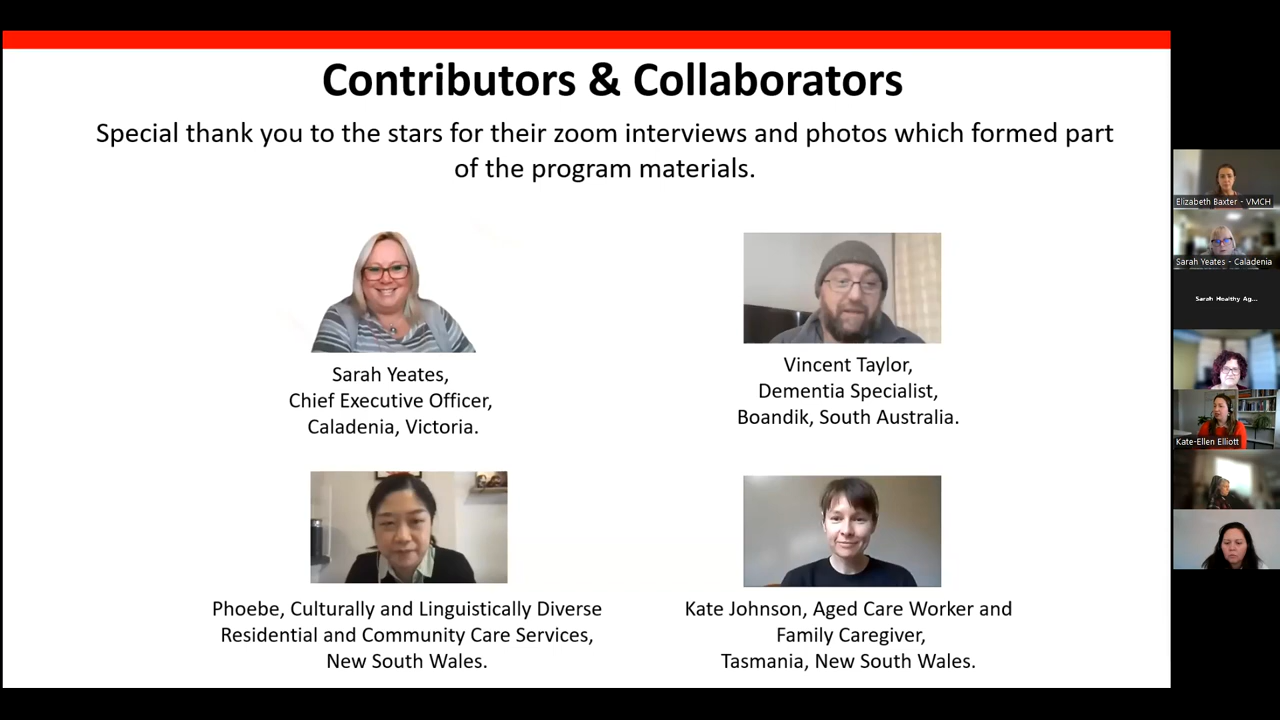 Contributors & Collaborators
Special thank you to the stars for their zoom interviews and photos which formed part
of the program materials.
Sarah Yeates,
Chief Executive Officer,
Caladenia, Victoria.
Vincent Taylor,
Dementia Specialist,
Boandik, South Australia.
Phoebe, Culturally and Linguistically Diverse
Residential and Community Care Services,
New South Wales.
Kate Johnson, Aged Care Worker and
Family Caregiver,
Tasmania, New South Wales.
Elizabeth Baxter - VMCH
Sarah Yeates - Caladenia
Sarah Healthy Ag...
Kate-Ellen Elliott